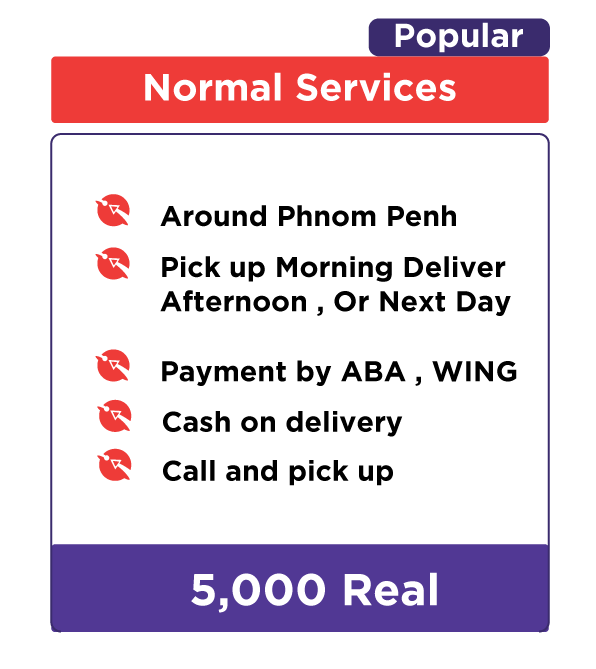 Popular
Normal Services
Around Phnom Penh
Pick up Morning Deliver
Afternoon , Or Next Day
Payment by ABA , WING
Cash on delivery
Call and pick up
5,000 Real